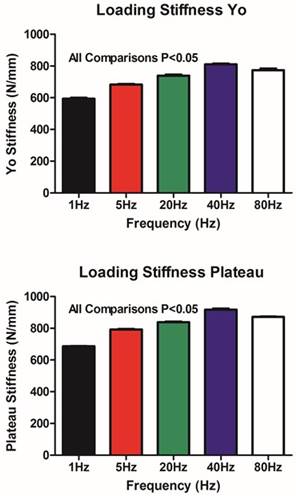 Loading Stiffness Yo
All Comparisons P<0.05
Yo Stiffness (N/mm)
1000
800
600
400
200
0
1Hz 5Hz 20Hz 40Hz 80Hz
Frequency (Hz)
Loading Stiffness Plateau
All Comparisons P<0.05
Plateau Stiffness (N/mm)
1000
800
600
400
200
0
1Hz 5Hz 20Hz 40Hz 80Hz
Frequency (Hz)